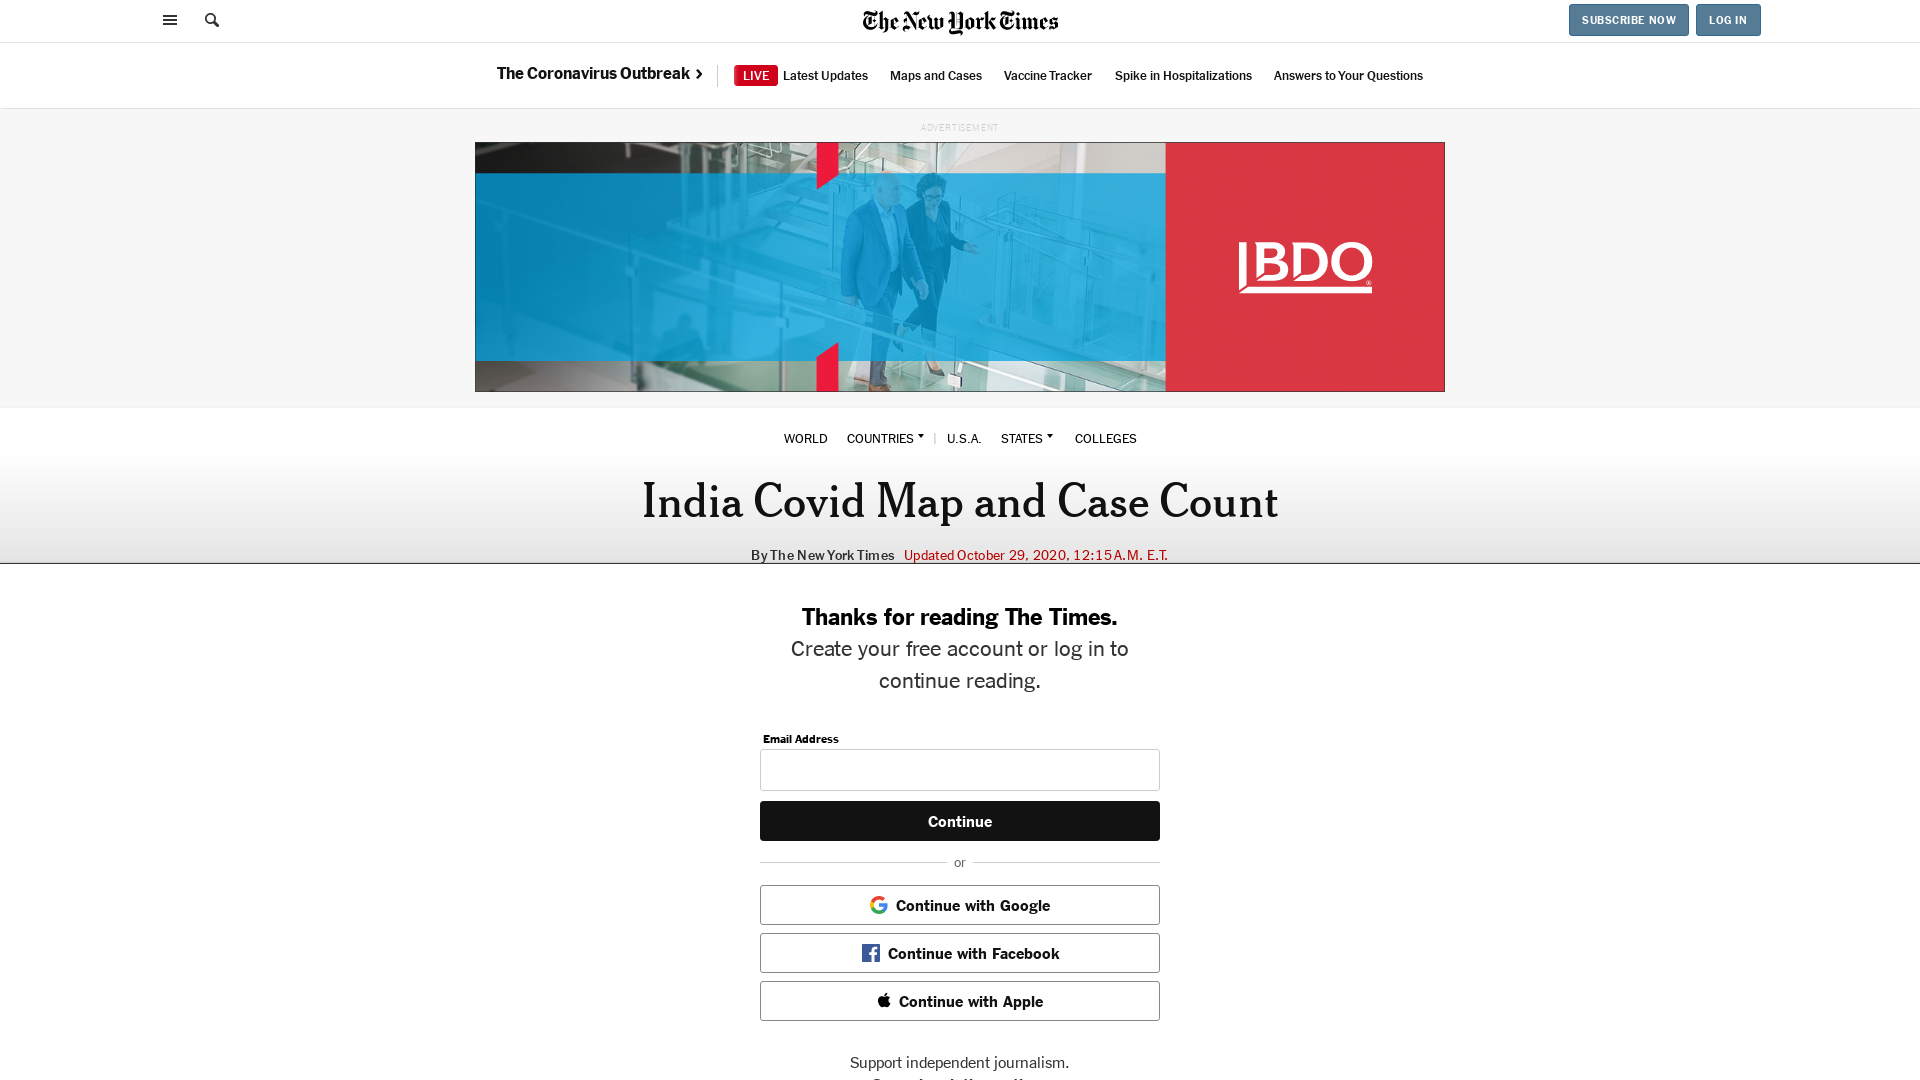 The New York Times
SUBSCRIBE NOW
LOG IN
The Coronavirus Outbreak
LIVE Latest Updates
Maps and Cases
Vaccine Tracker
Spike in Hospitalizations
Answers to Your Questions
ADVERTISEMENT
BDO
WORLD
COUNTRIES
U.S.A.
STATES
COLLEGES
India Covid Map and Case Count
By The New York Times Updated October 29, 2020, 12:15 A.M. E.T.
Thanks for reading The Times.
Create your free account or log in to
continue reading.
Email Address
Continue
or
Continue with Google
Continue with Facebook
Continue with Apple
Support independent journalism.